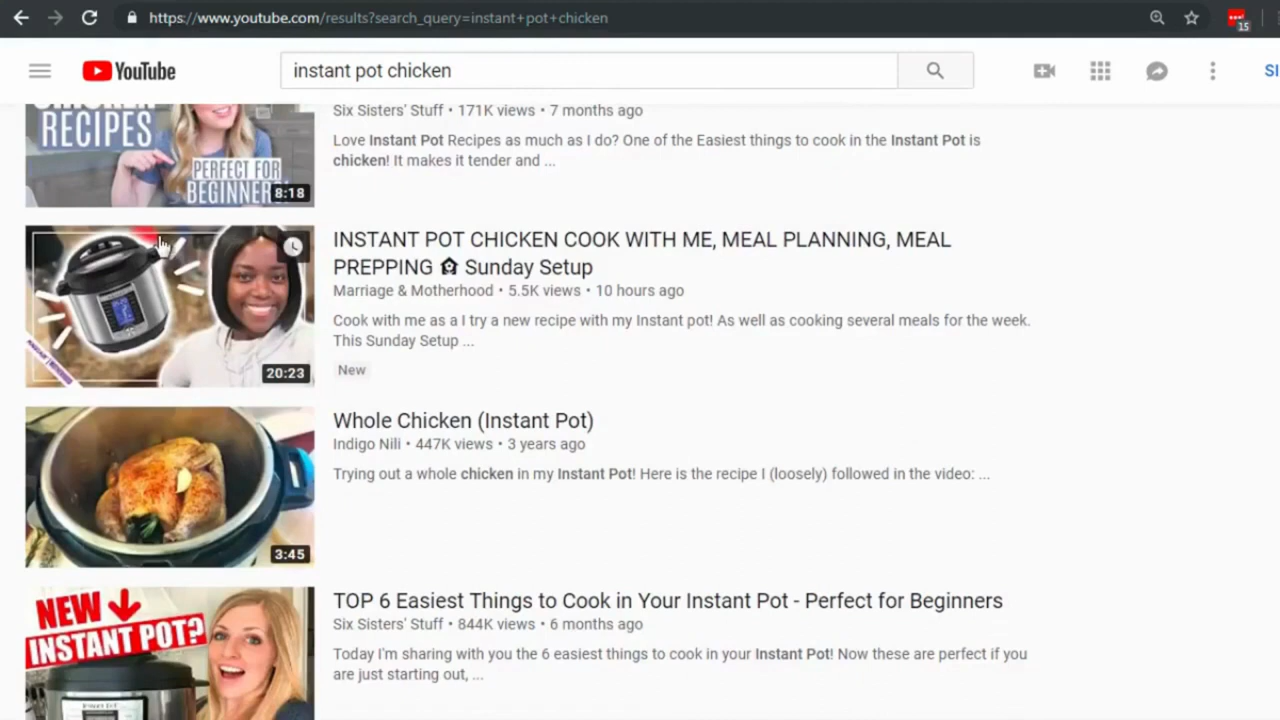 https://www.youtube.com/results?search_query=instant+pot+chicken
15
YouTube
instant pot chicken
SI
RECIPES
PERFECT FOR
BEGINNERS
8:18
Six Sisters' Stuff • 171K views • 7 months ago
Love Instant Pot Recipes as much as I do? One of the Easiest things to cook in the Instant Pot is
chicken! It makes it tender and ...
20:23
INSTANT POT CHICKEN COOK WITH ME, MEAL PLANNING, MEAL
PREPPING 🏠 Sunday Setup
Marriage & Motherhood • 5.5K views • 10 hours ago
Cook with me as a I try a new recipe with my Instant pot! As well as cooking several meals for the week.
This Sunday Setup ...
New
3:45
Whole Chicken (Instant Pot)
Indigo Nili • 447K views • 3 years ago
Trying out a whole chicken in my Instant Pot! Here is the recipe I (loosely) followed in the video: ...
NEW
INSTANT POT?
TOP 6 Easiest Things to Cook in Your Instant Pot - Perfect for Beginners
Six Sisters' Stuff • 844K views • 6 months ago
Today I'm sharing with you the 6 easiest things to cook in your Instant Pot! Now these are perfect if you
are just starting out, ...